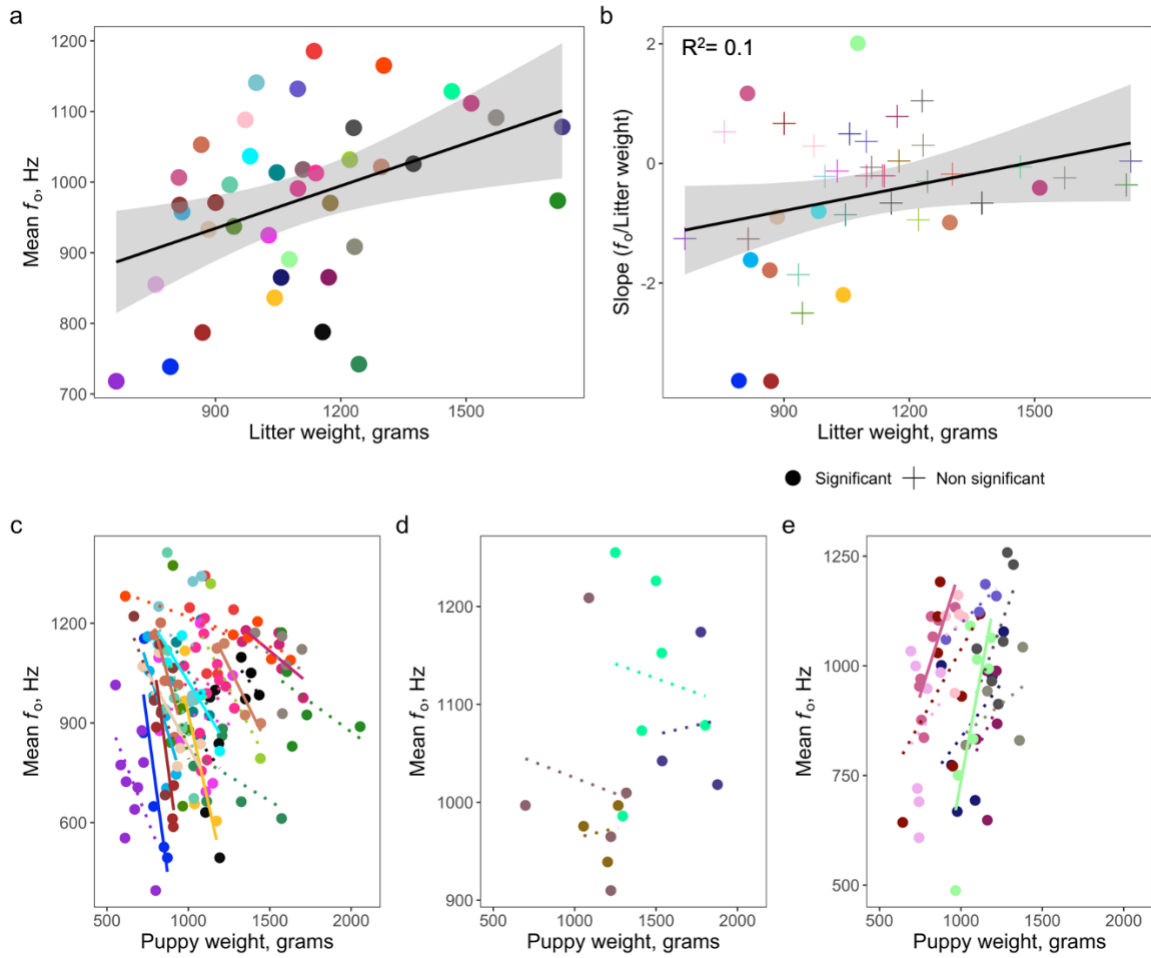 a
1200
1100
1000
900
800
700
Mean fₒ, Hz
900
1200
1500
Litter weight, grams
b
R²= 0.1
2
0
-2
Slope (fₒ/Litter weight)
900
1200
1500
Litter weight, grams
Significant
Non significant
c
1200
900
600
Mean fₒ, Hz
500
1000
1500
2000
Puppy weight, grams
d
1200
1100
1000
900
Mean fₒ, Hz
500
1000
1500
2000
Puppy weight, grams
e
1250
1000
750
500
Mean fₒ, Hz
500
1000
1500
2000
Puppy weight, grams